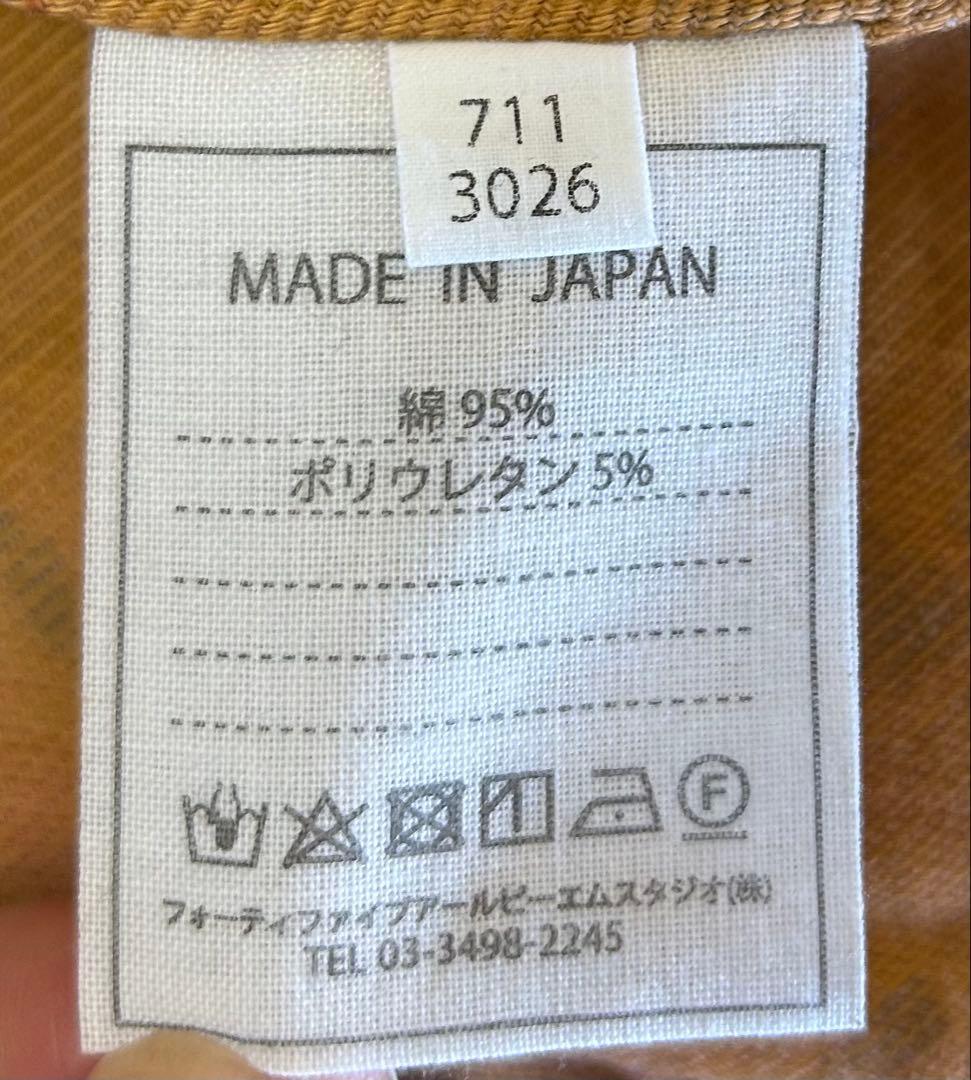 711
3026
MADE IN JAPAN
綿 95%
ポリウレタン 5%
F
フォーティファイブアールピーエムスタジオ(株)
TEL 03-3498-2245